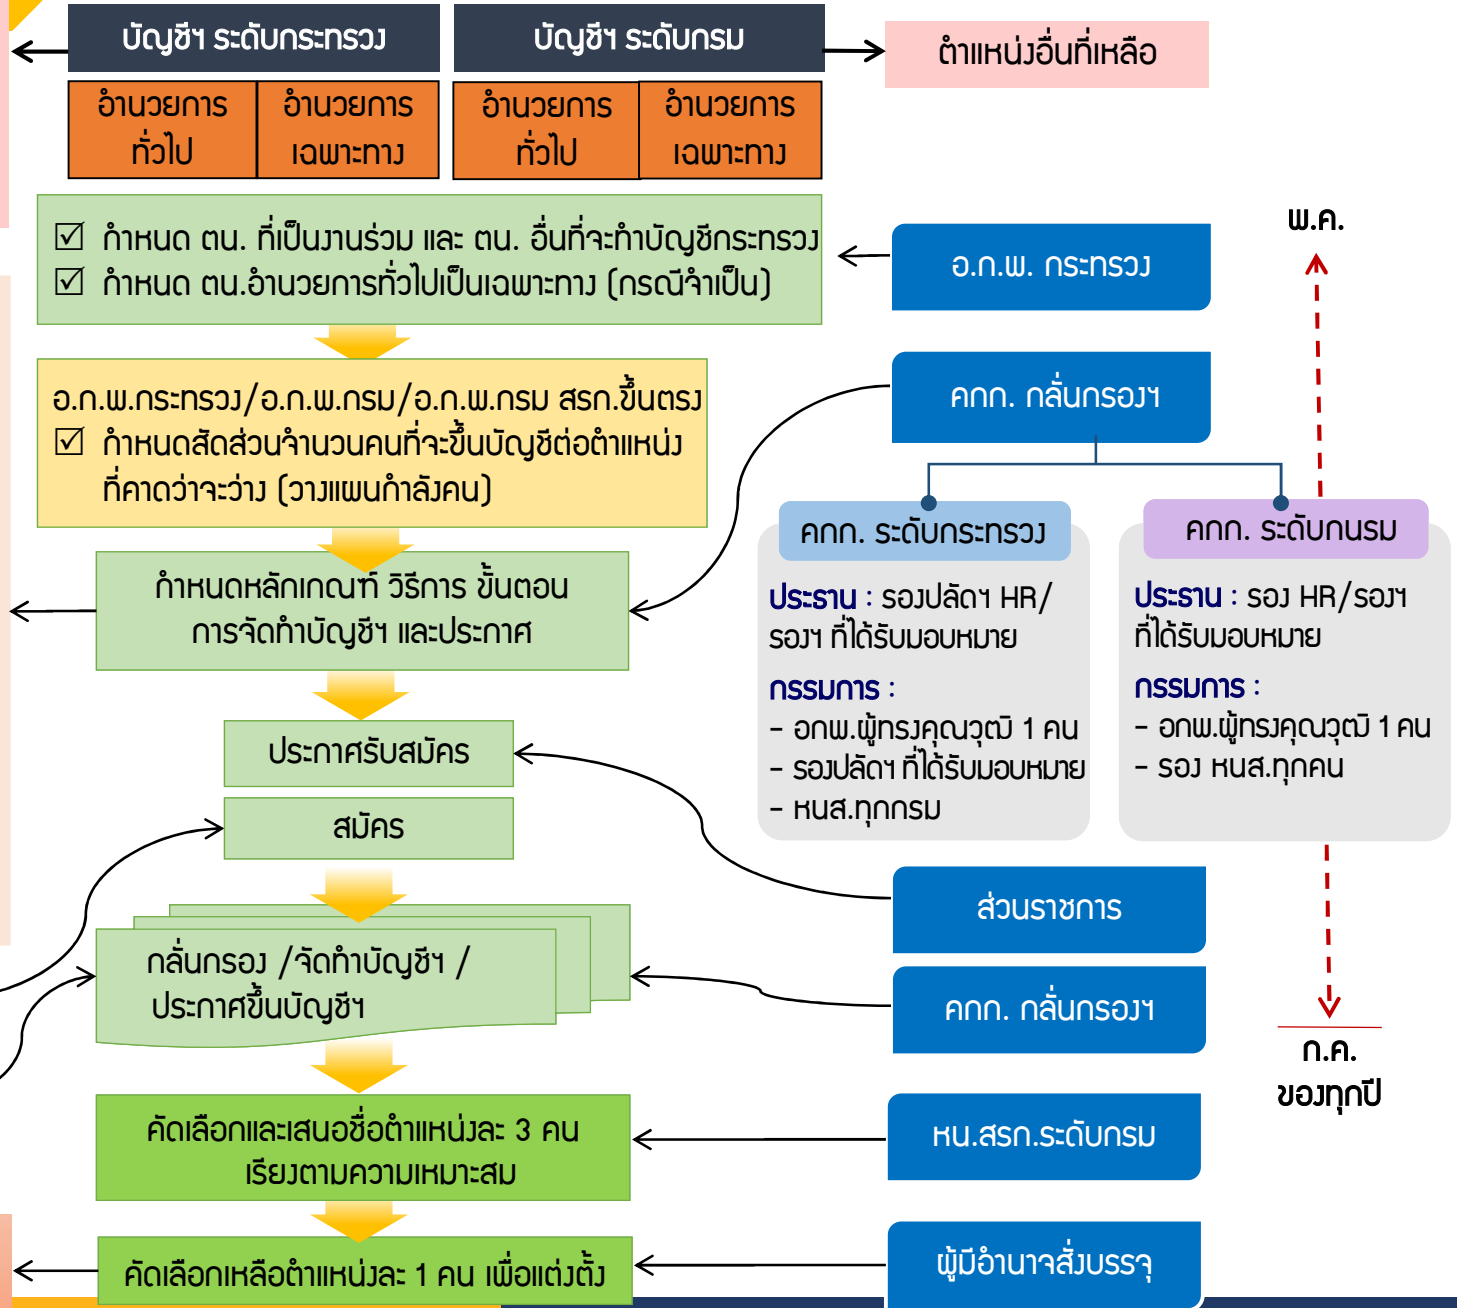 บัญชีฯ ระดับกระทรวง
บัญชีฯ ระดับกรม
ตำแหน่งอื่นที่เหลือ
อำนวยการ
ทั่วไป
อำนวยการ
เฉพาะทาง
อำนวยการ
ทั่วไป
อำนวยการ
เฉพาะทาง
☑ กำหนด ตน. ที่เป็นงานร่วม และ ตน. อื่นที่จะทำบัญชีกระทรวง
☑ กำหนด ตน.อำนวยการทั่วไปเป็นเฉพาะทาง (กรณีจำเป็น)
อ.ก.พ. กระทรวง
พ.ค.
อ.ก.พ.กระทรวง/อ.ก.พ.กรม/อ.ก.พ.กรม สรก.ขึ้นตรง
☑ กำหนดสัดส่วนจำนวนคนที่จะขึ้นบัญชีต่อตำแหน่ง
ที่คาดว่าจะว่าง (วางแผนกำลังคน)
คกก. กลั่นกรองฯ
คกก. ระดับกระทรวง
ประธาน : รองปลัดฯ HR/
รองฯ ที่ได้รับมอบหมาย
กรรมการ :
- อกพ.ผู้ทรงคุณวุฒิ 1 คน
- รองปลัดฯ ที่ได้รับมอบหมาย
- หนส.ทุกกรม
คกก. ระดับกนรม
ประธาน : รอง HR/รองฯ
ที่ได้รับมอบหมาย
กรรมการ :
- อกพ.ผู้ทรงคุณวุฒิ 1 คน
- รอง หนส.ทุกคน
กำหนดหลักเกณฑ์ วิธีการ ขั้นตอน
การจัดทำบัญชีฯ และประกาศ
ประกาศรับสมัคร
สมัคร
ส่วนราชการ
กลั่นกรอง /จัดทำบัญชีฯ /
ประกาศขึ้นบัญชีฯ
คกก. กลั่นกรองฯ
ก.ค.
ของทุกปี
คัดเลือกและเสนอชื่อตำแหน่งละ 3 คน
เรียงตามความเหมาะสม
หน.สรก.ระดับกรม
คัดเลือกเหลือตำแหน่งละ 1 คน เพื่อแต่งตั้ง
ผู้มีอำนาจสั่งบรรจุ